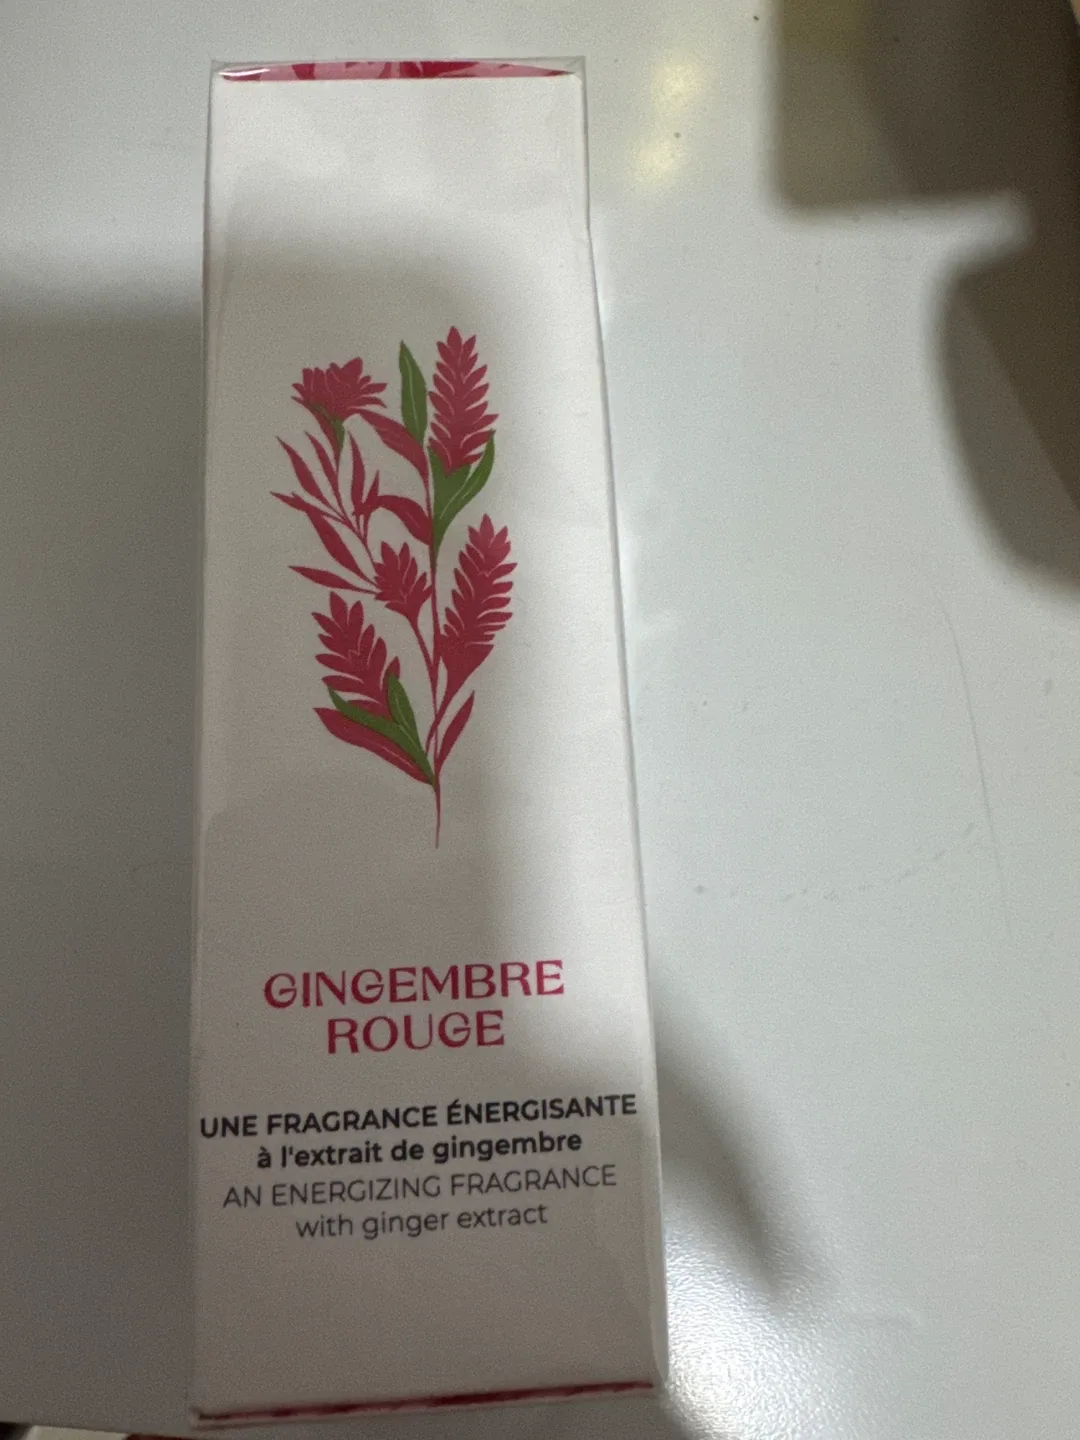 GINGEMBRE
ROUGE
UNE FRAGRANCE ÉNERGISANTE
à l'extrait de gingembre
AN ENERGIZING FRAGRANCE
with ginger extract